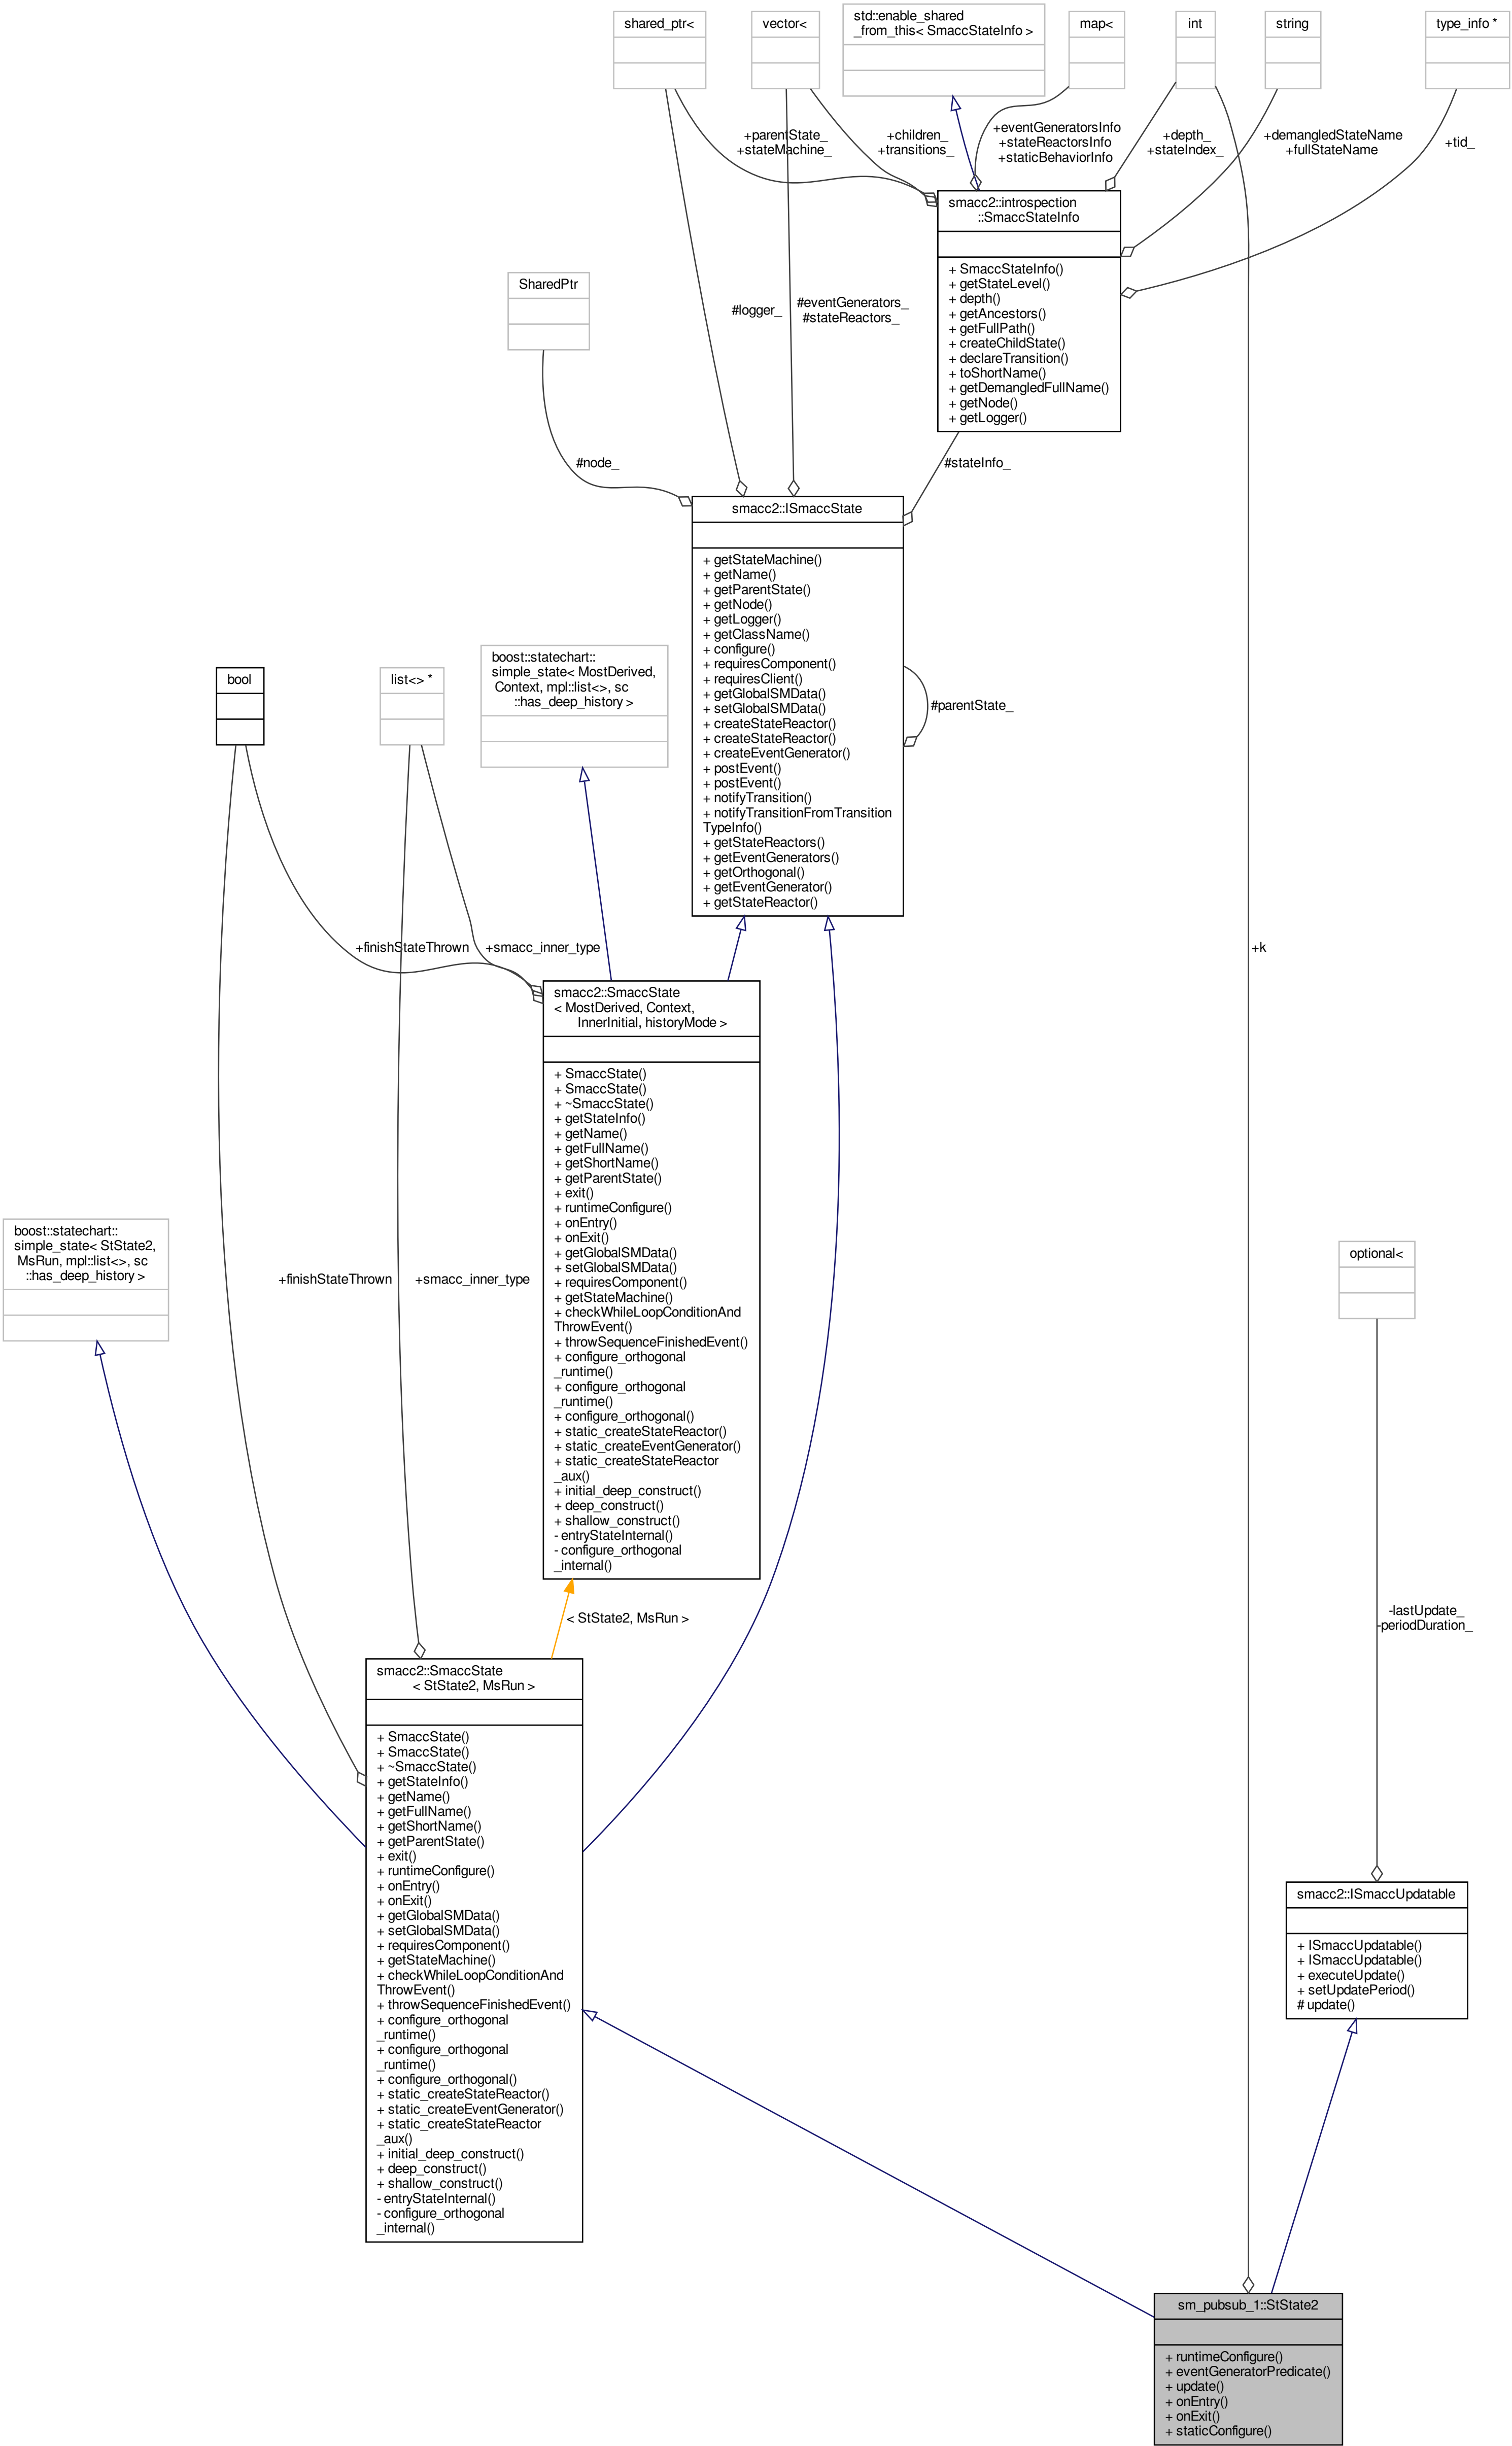 shared_ptr<
vector<
std::enable_shared
_from_this< SmaccStateInfo >
map<
int
string
type_info *
+parentState_
+stateMachine_
+children_
+transitions_
+eventGeneratorsInfo
+stateReactorsInfo
+staticBehaviorInfo
+depth_
+stateIndex_
+demangledStateName
+fullStateName
+tid_
smacc2::introspection
::SmaccStateInfo
+ SmaccStateInfo()
+ getStateLevel()
+ depth()
+ getAncestors()
+ getFullPath()
+ createChildState()
+ declareTransition()
+ toShortName()
+ getDemangledFullName()
+ getNode()
+ getLogger()
SharedPtr
#logger_
#eventGenerators_
#stateReactors_
#node_
#stateInfo_
smacc2::ISmaccState
+ getStateMachine()
+ getName()
+ getParentState()
+ getNode()
+ getLogger()
+ getClassName()
+ configure()
+ requiresComponent()
+ requiresClient()
+ getGlobalSMData()
+ setGlobalSMData()
+ createStateReactor()
+ createStateReactor()
+ createEventGenerator()
+ postEvent()
+ postEvent()
+ notifyTransition()
+ notifyTransitionFromTransition
TypeInfo()
+ getStateReactors()
+ getEventGenerators()
+ getOrthogonal()
+ getEventGenerator()
+ getStateReactor()
#parentState_
bool
list<> *
boost::statechart::
simple_state< MostDerived,
Context, mpl::list<>, sc
::has_deep_history >
+finishStateThrown
+smacc_inner_type
+k
smacc2::SmaccState
< MostDerived, Context,
InnerInitial, historyMode >
+ SmaccState()
+ SmaccState()
+ ~SmaccState()
+ getStateInfo()
+ getName()
+ getFullName()
+ getShortName()
+ getParentState()
+ exit()
+ runtimeConfigure()
+ onEntry()
+ onExit()
+ getGlobalSMData()
+ setGlobalSMData()
+ requiresComponent()
+ getStateMachine()
+ checkWhileLoopConditionAnd
ThrowEvent()
+ throwSequenceFinishedEvent()
+ configure_orthogonal
_runtime()
+ configure_orthogonal
_runtime()
+ configure_orthogonal()
+ static_createStateReactor()
+ static_createEventGenerator()
+ static_createStateReactor
_aux()
+ initial_deep_construct()
+ deep_construct()
+ shallow_construct()
- entryStateInternal()
- configure_orthogonal
_internal()
boost::statechart::
simple_state< StState2,
MsRun, mpl::list<>, sc
::has_deep_history >
+finishStateThrown
+smacc_inner_type
optional<
< StState2, MsRun >
-lastUpdate_
-periodDuration_
smacc2::SmaccState
< StState2, MsRun >
+ SmaccState()
+ SmaccState()
+ ~SmaccState()
+ getStateInfo()
+ getName()
+ getFullName()
+ getShortName()
+ getParentState()
+ exit()
+ runtimeConfigure()
+ onEntry()
+ onExit()
+ getGlobalSMData()
+ setGlobalSMData()
+ requiresComponent()
+ getStateMachine()
+ checkWhileLoopConditionAnd
ThrowEvent()
+ throwSequenceFinishedEvent()
+ configure_orthogonal
_runtime()
+ configure_orthogonal
_runtime()
+ configure_orthogonal()
+ static_createStateReactor()
+ static_createEventGenerator()
+ static_createStateReactor
_aux()
+ initial_deep_construct()
+ deep_construct()
+ shallow_construct()
- entryStateInternal()
- configure_orthogonal
_internal()
smacc2::ISmaccUpdatable
+ ISmaccUpdatable()
+ ISmaccUpdatable()
+ executeUpdate()
+ setUpdatePeriod()
# update()
sm_pubsub_1::StState2
+ runtimeConfigure()
+ eventGeneratorPredicate()
+ update()
+ onEntry()
+ onExit()
+ staticConfigure()